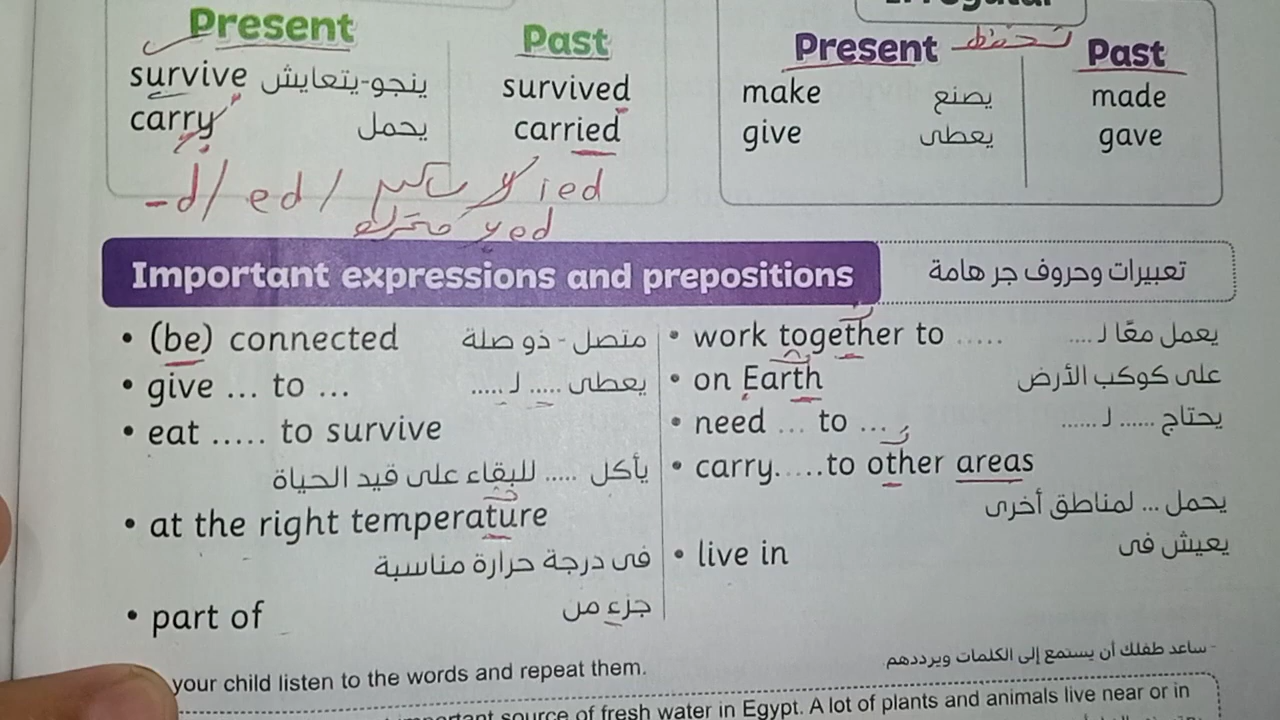 Irregular
Present Past
survive ينجو-يتعايش survived
carry يحمل carried
-d/ ed / ied
yed
Present تحفظ Past
make يصنع made
give يعطى gave
Important expressions and prepositions تعبيرات وحروف جر هامة
• (be) connected متصل - ذو صلة
• give ... to ... يعطى ..... لـ .....
• eat ..... to survive
يأكل ..... للبقاء على قيد الحياة
• at the right temperature
فى درجة حرارة مناسبة
• part of جزء من
• work together to ..... يعمل معًا لـ ....
• on Earth على كوكب الأرض
• need ... to ... يحتاج ...... لـ ......
• carry.....to other areas
يحمل ... لمناطق أخرى
• live in يعيش فى
your child listen to the words and repeat them. - ساعد طفلك أن يستمع إلى الكلمات ويرددهم
important source of fresh water in Egypt. A lot of plants and animals live near or in